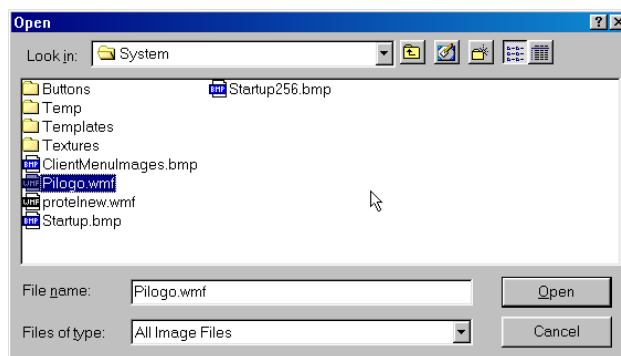 Open
Look in: System
Buttons
Temp
Templates
Textures
ClientMenuImages.bmp
Pilogo.wmf
protelnew.wmf
Startup.bmp
Startup256.bmp
File name: Pilogo.wmf Open
Files of type: All Image Files Cancel